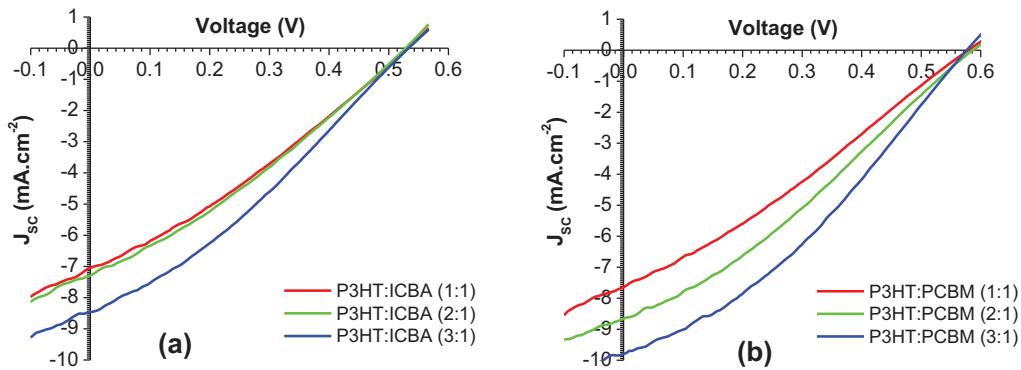 Voltage (V)
1
0
-1
-2
-3
-4
-5
-6
-7
-8
-9
-10
-0.1 0 0.1 0.2 0.3 0.4 0.5 0.6
J_SC (mA.cm^-2)
P3HT:ICBA (1:1)
P3HT:ICBA (2:1)
P3HT:ICBA (3:1)
(a)
Voltage (V)
1
0
-1
-2
-3
-4
-5
-6
-7
-8
-9
-10
-0.1 0 0.1 0.2 0.3 0.4 0.5 0.6
J_SC (mA.cm^-2)
P3HT:PCBM (1:1)
P3HT:PCBM (2:1)
P3HT:PCBM (3:1)
(b)